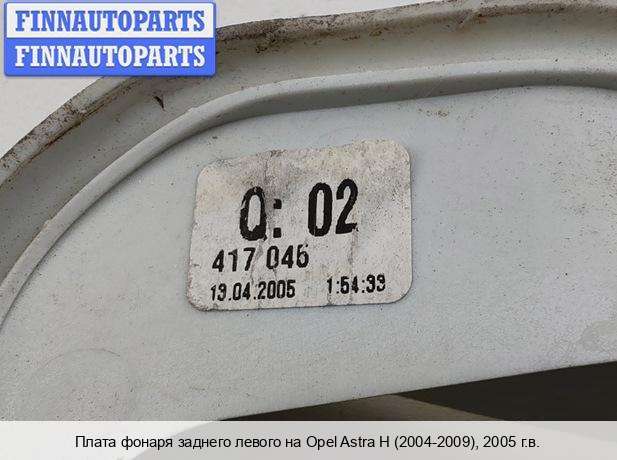 FINNAUTOPARTS
FINNAUTOPARTS
Q: 02
417 046
19.04.2005 1:54:39
Плата фонаря заднего левого на Opel Astra H (2004-2009), 2005 г.в.